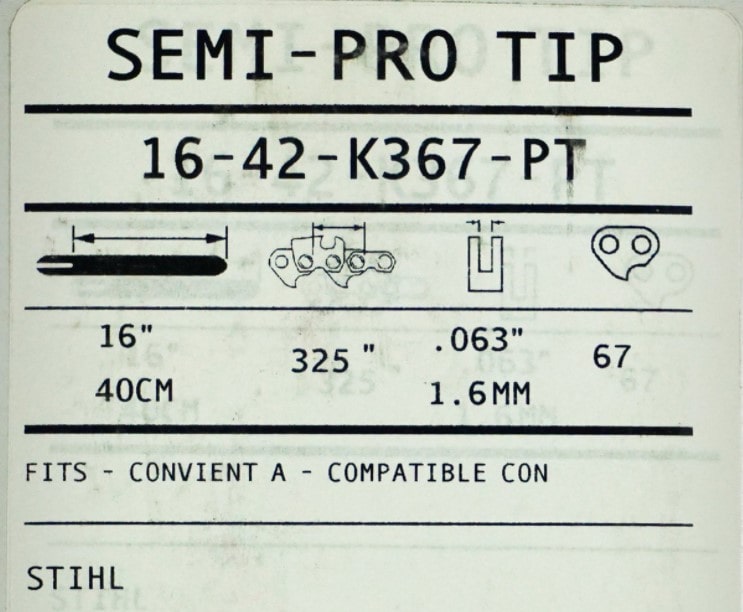 SEMI-PRO TIP
16-42-K367-PT
16" 325" .063" 67
40CM 1.6MM
FITS - CONVIENT A - COMPATIBLE CON
STIHL